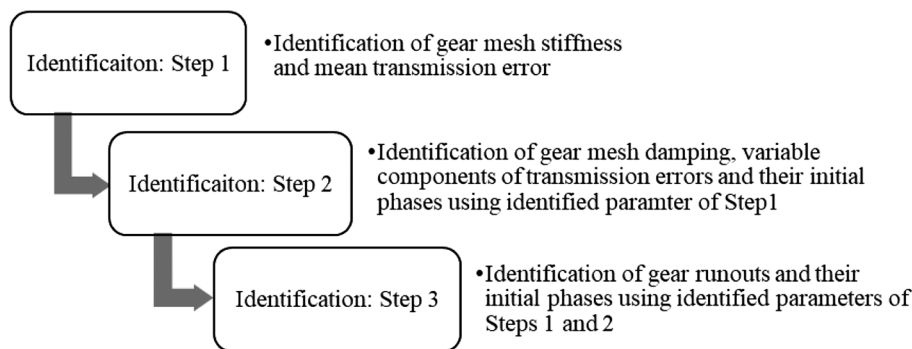 Identificaiton: Step 1
•Identification of gear mesh stiffness
and mean transmission error
Identificaiton: Step 2
•Identification of gear mesh damping, variable
components of transmission errors and their initial
phases using identified paramter of Step1
Identification: Step 3
•Identification of gear runouts and their
initial phases using identified parameters of
Steps 1 and 2